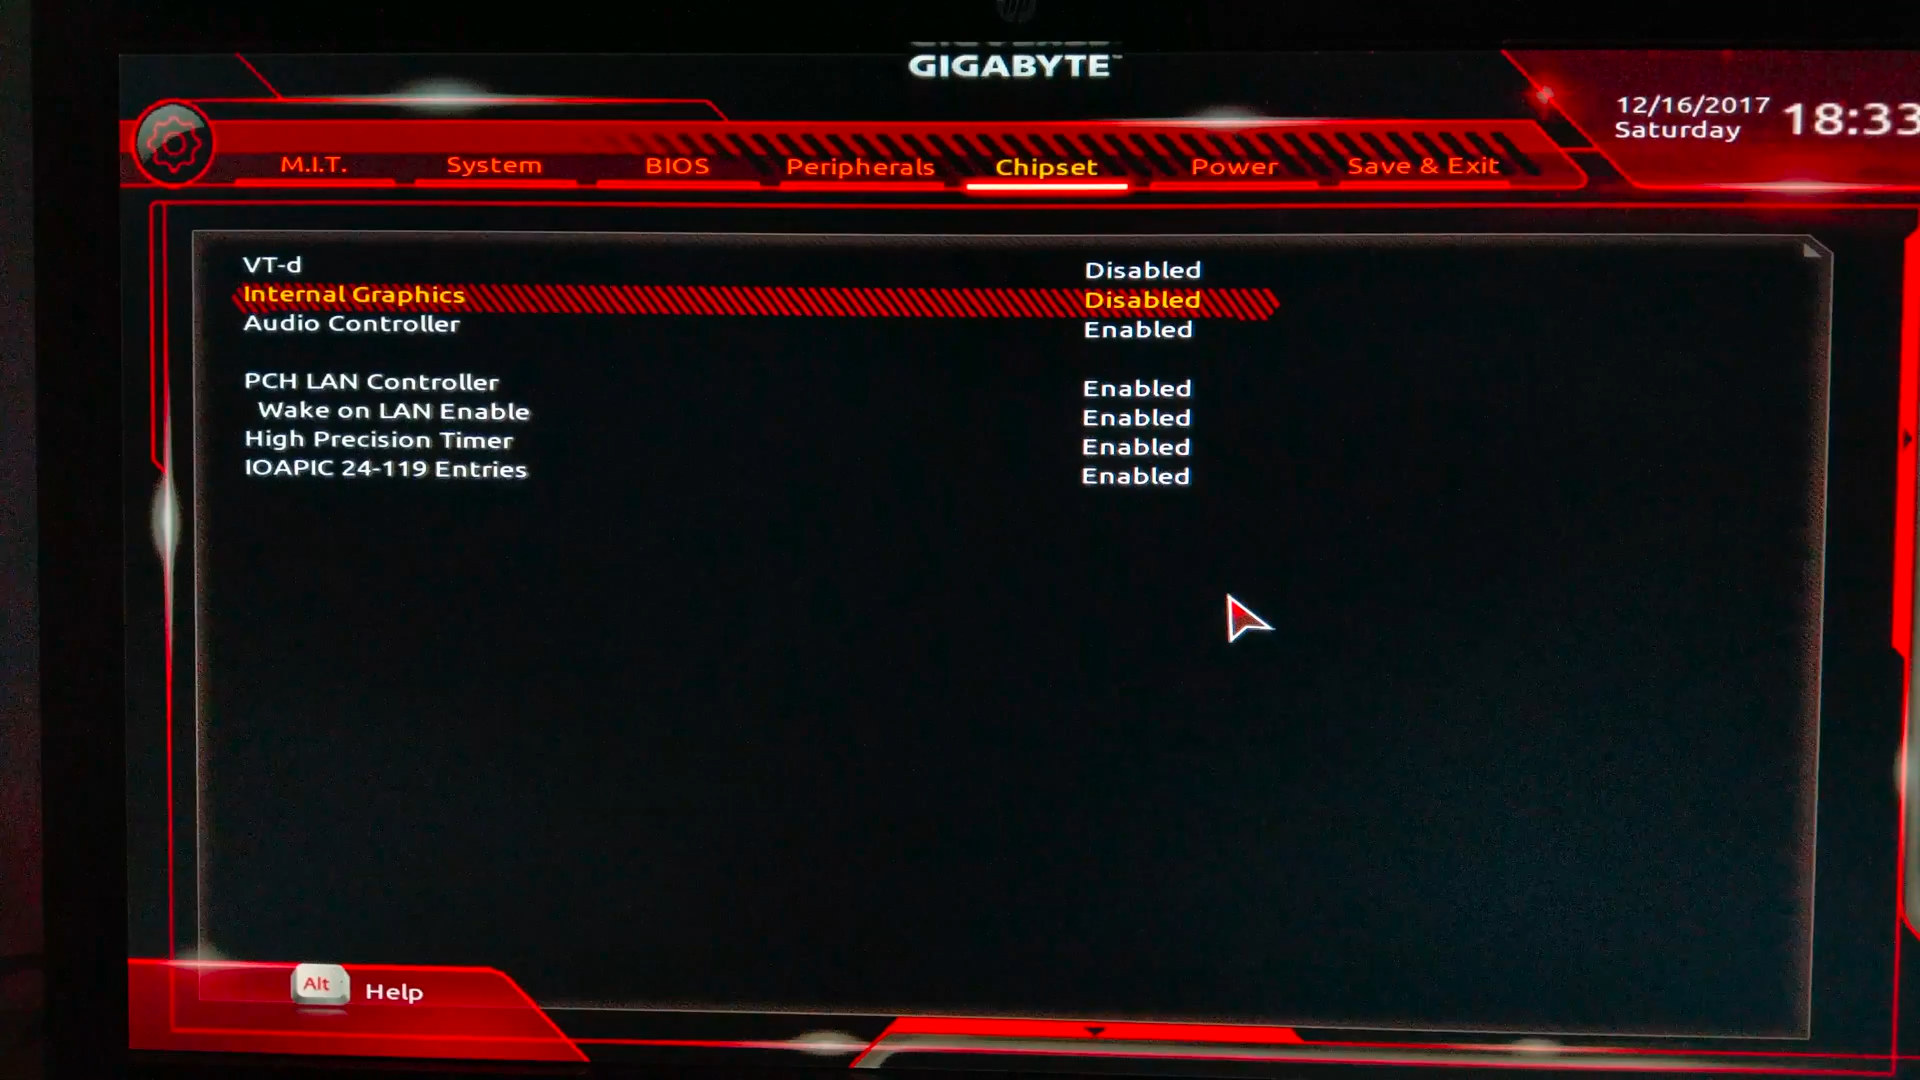 hp
GIGABYTE™
12/16/2017 18:33
Saturday
M.I.T. System BIOS Peripherals Chipset Power Save & Exit
VT-d Disabled
Internal Graphics Disabled
Audio Controller Enabled
PCH LAN Controller Enabled
Wake on LAN Enable Enabled
High Precision Timer Enabled
IOAPIC 24-119 Entries Enabled
Alt Help